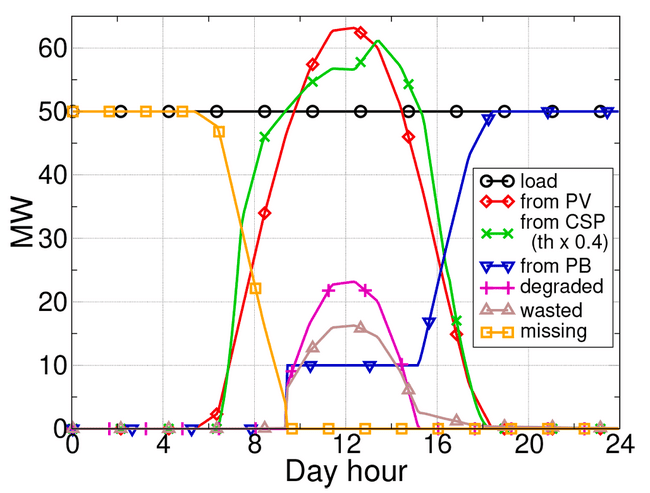 60
50
40
30
20
10
0
MW
0 4 8 12 16 20 24
Day hour
load
from PV
from CSP
(th x 0.4)
from PB
degraded
wasted
missing